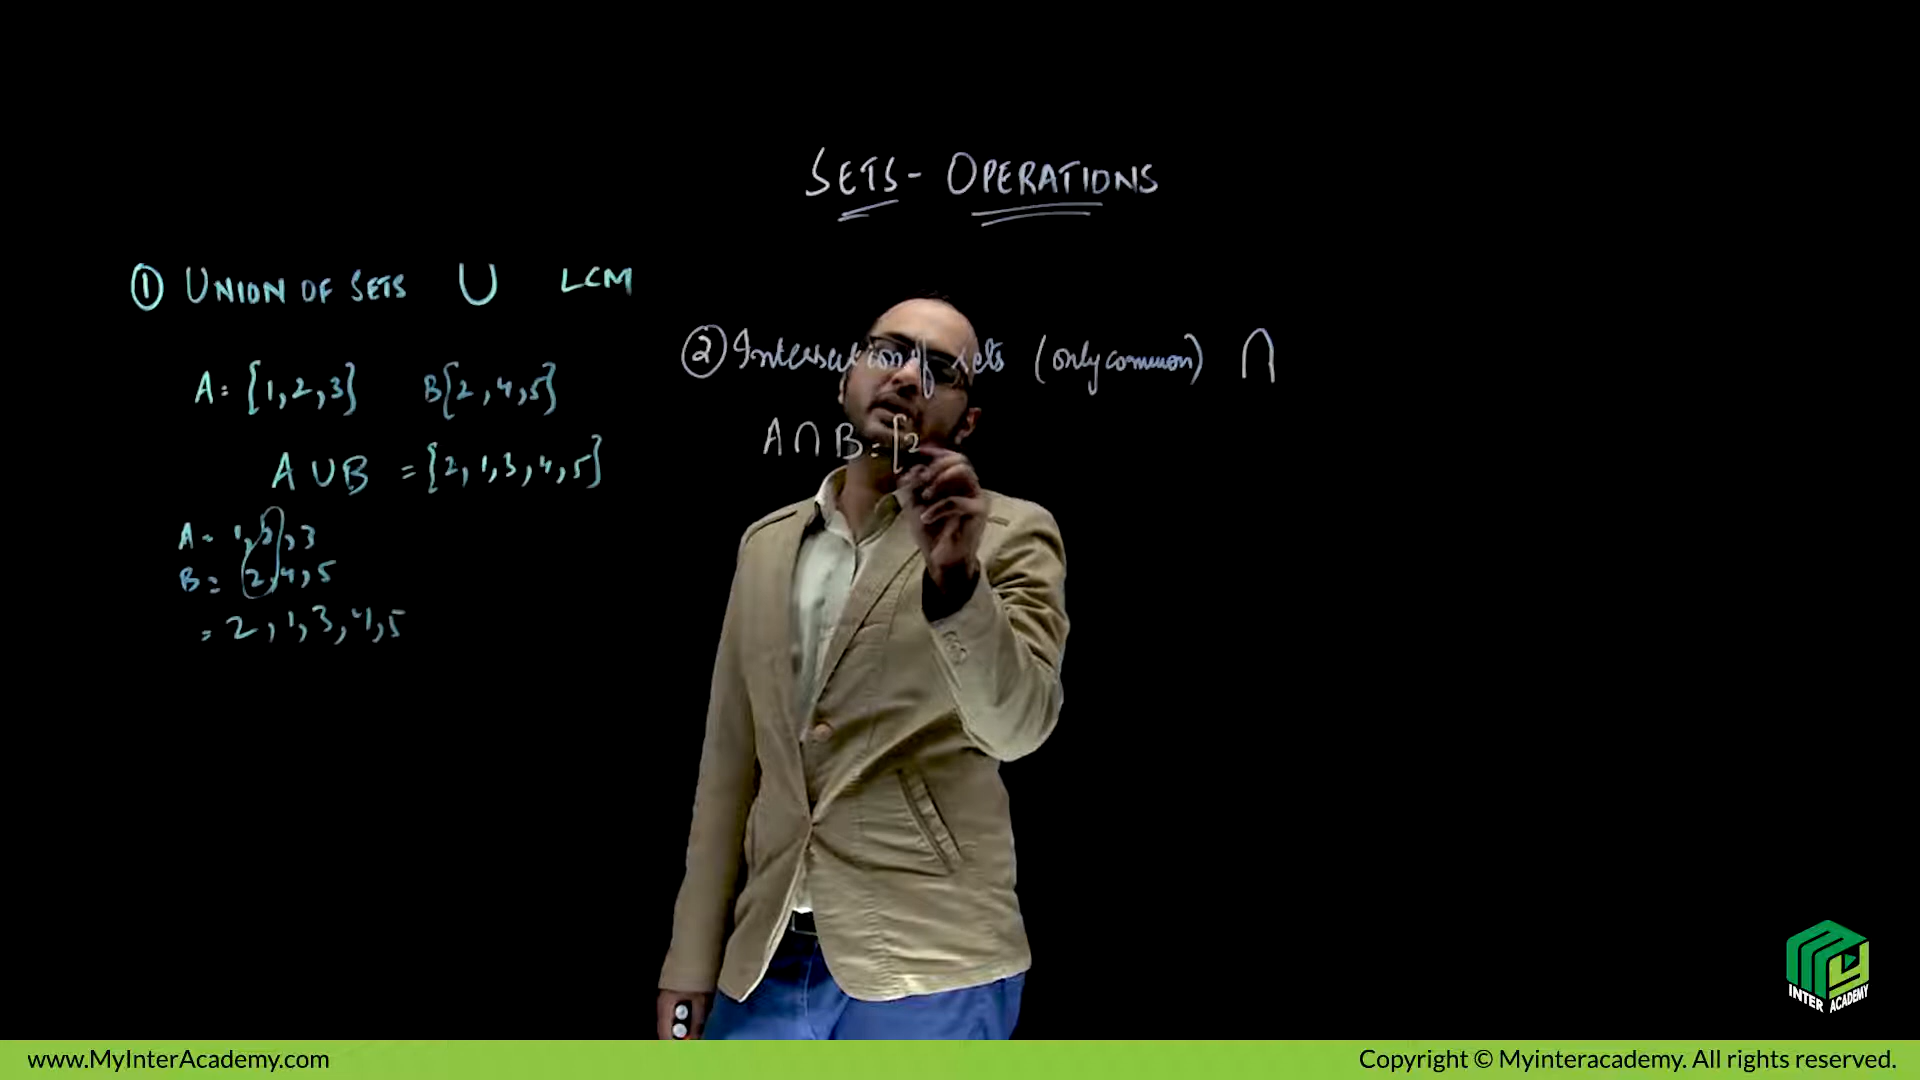 SETS - OPERATIONS
① UNION OF SETS ∪ LCM
A = {1, 2, 3} B{2, 4, 5}
A ∪ B = {2, 1, 3, 4, 5}
A = 1, 2, 3
B = 2, 4, 5
= 2, 1, 3, 4, 5
② of sets (only common) ∩
A ∩ B = {2
INTER ACADEMY
www.MyInterAcademy.com
Copyright © Myinteracademy. All rights reserved.